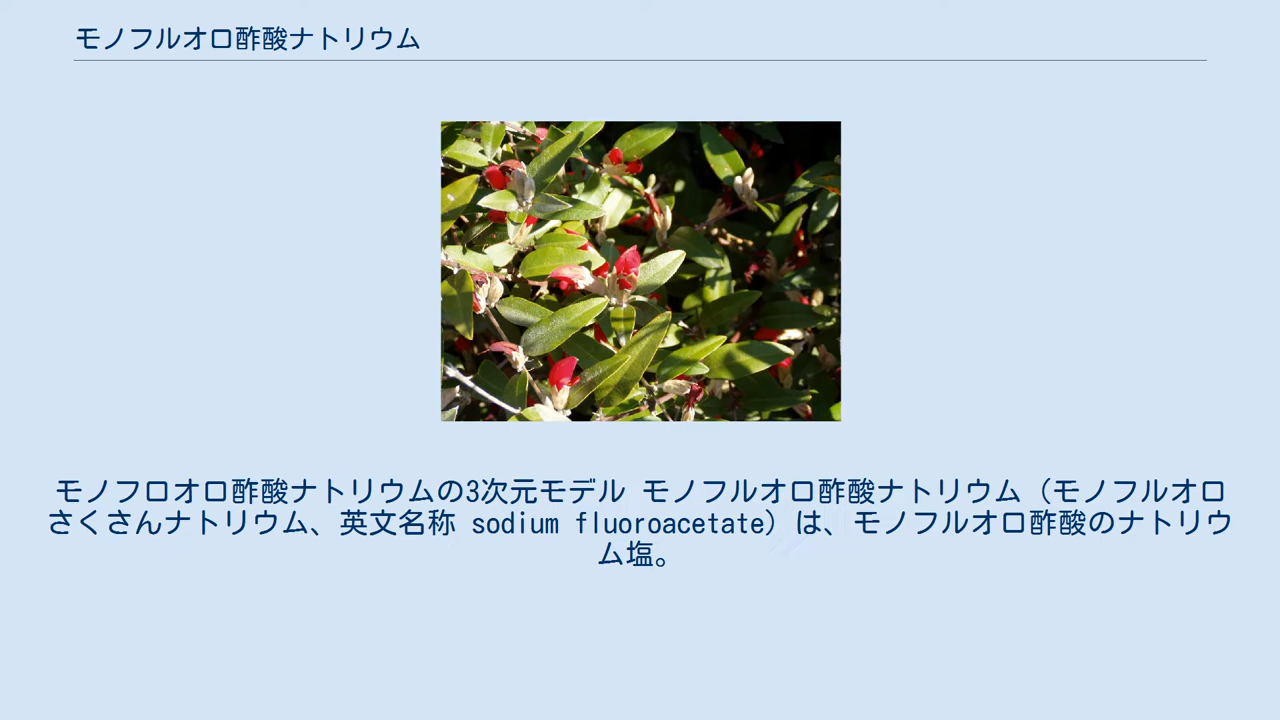 モノフルオロ酢酸ナトリウム
モノフロオロ酢酸ナトリウムの3次元モデル モノフルオロ酢酸ナトリウム（モノフルオロ
さくさんナトリウム、英文名称 sodium fluoroacetate）は、モノフルオロ酢酸のナトリウ
ム塩。